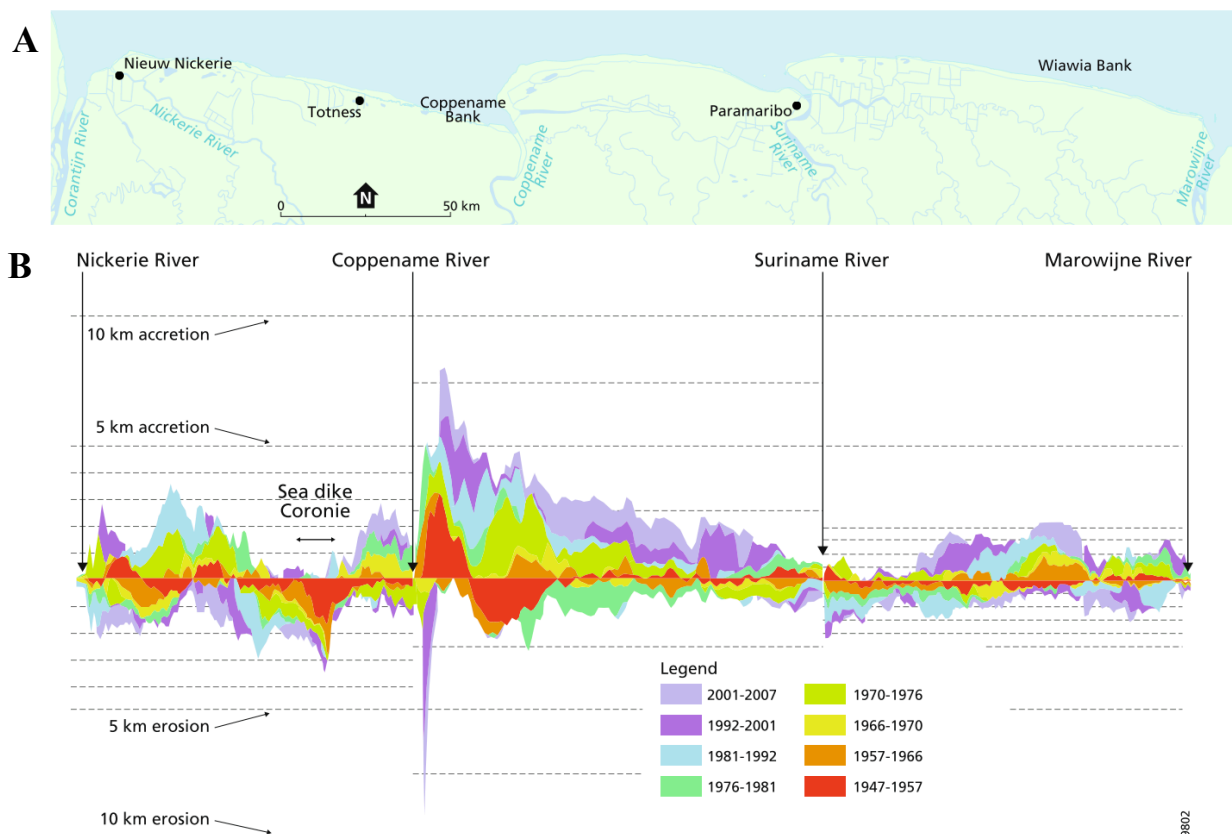 A
Nieuw Nickerie
Wiawia Bank
Totness
Coppename
Bank
Paramaribo
Nickerie River
Corantijn River
Coppename
River
Suriname
River
Marowijne
River
N
0
50 km
B
Nickerie River
Coppename River
Suriname River
Marowijne River
10 km accretion
5 km accretion
Sea dike
Coronie
5 km erosion
10 km erosion
Legend
2001-2007
1970-1976
1992-2001
1966-1970
1981-1992
1957-1966
1976-1981
1947-1957
9802